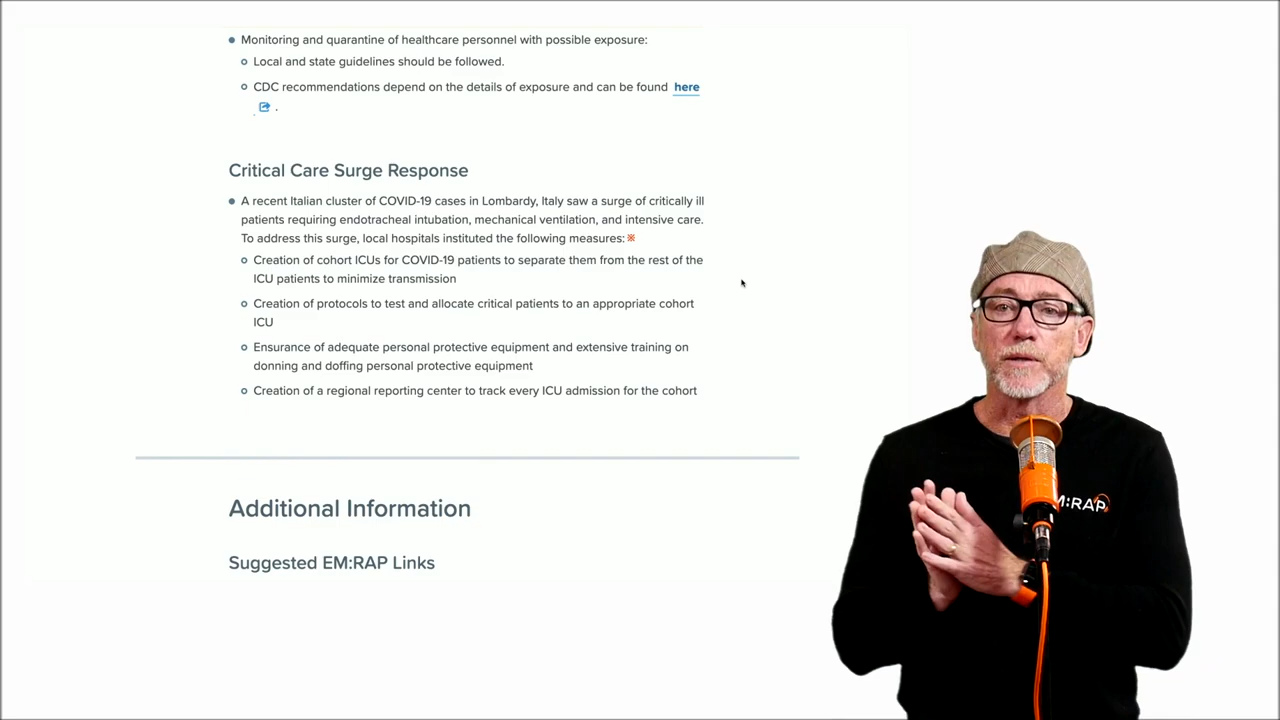 Monitoring and quarantine of healthcare personnel with possible exposure:
Local and state guidelines should be followed.
CDC recommendations depend on the details of exposure and can be found here
.
Critical Care Surge Response
A recent Italian cluster of COVID-19 cases in Lombardy, Italy saw a surge of critically ill
patients requiring endotracheal intubation, mechanical ventilation, and intensive care.
To address this surge, local hospitals instituted the following measures:※
Creation of cohort ICUs for COVID-19 patients to separate them from the rest of the
ICU patients to minimize transmission
Creation of protocols to test and allocate critical patients to an appropriate cohort
ICU
Ensurance of adequate personal protective equipment and extensive training on
donning and doffing personal protective equipment
Creation of a regional reporting center to track every ICU admission for the cohort
Additional Information
Suggested EM:RAP Links
M:RAP